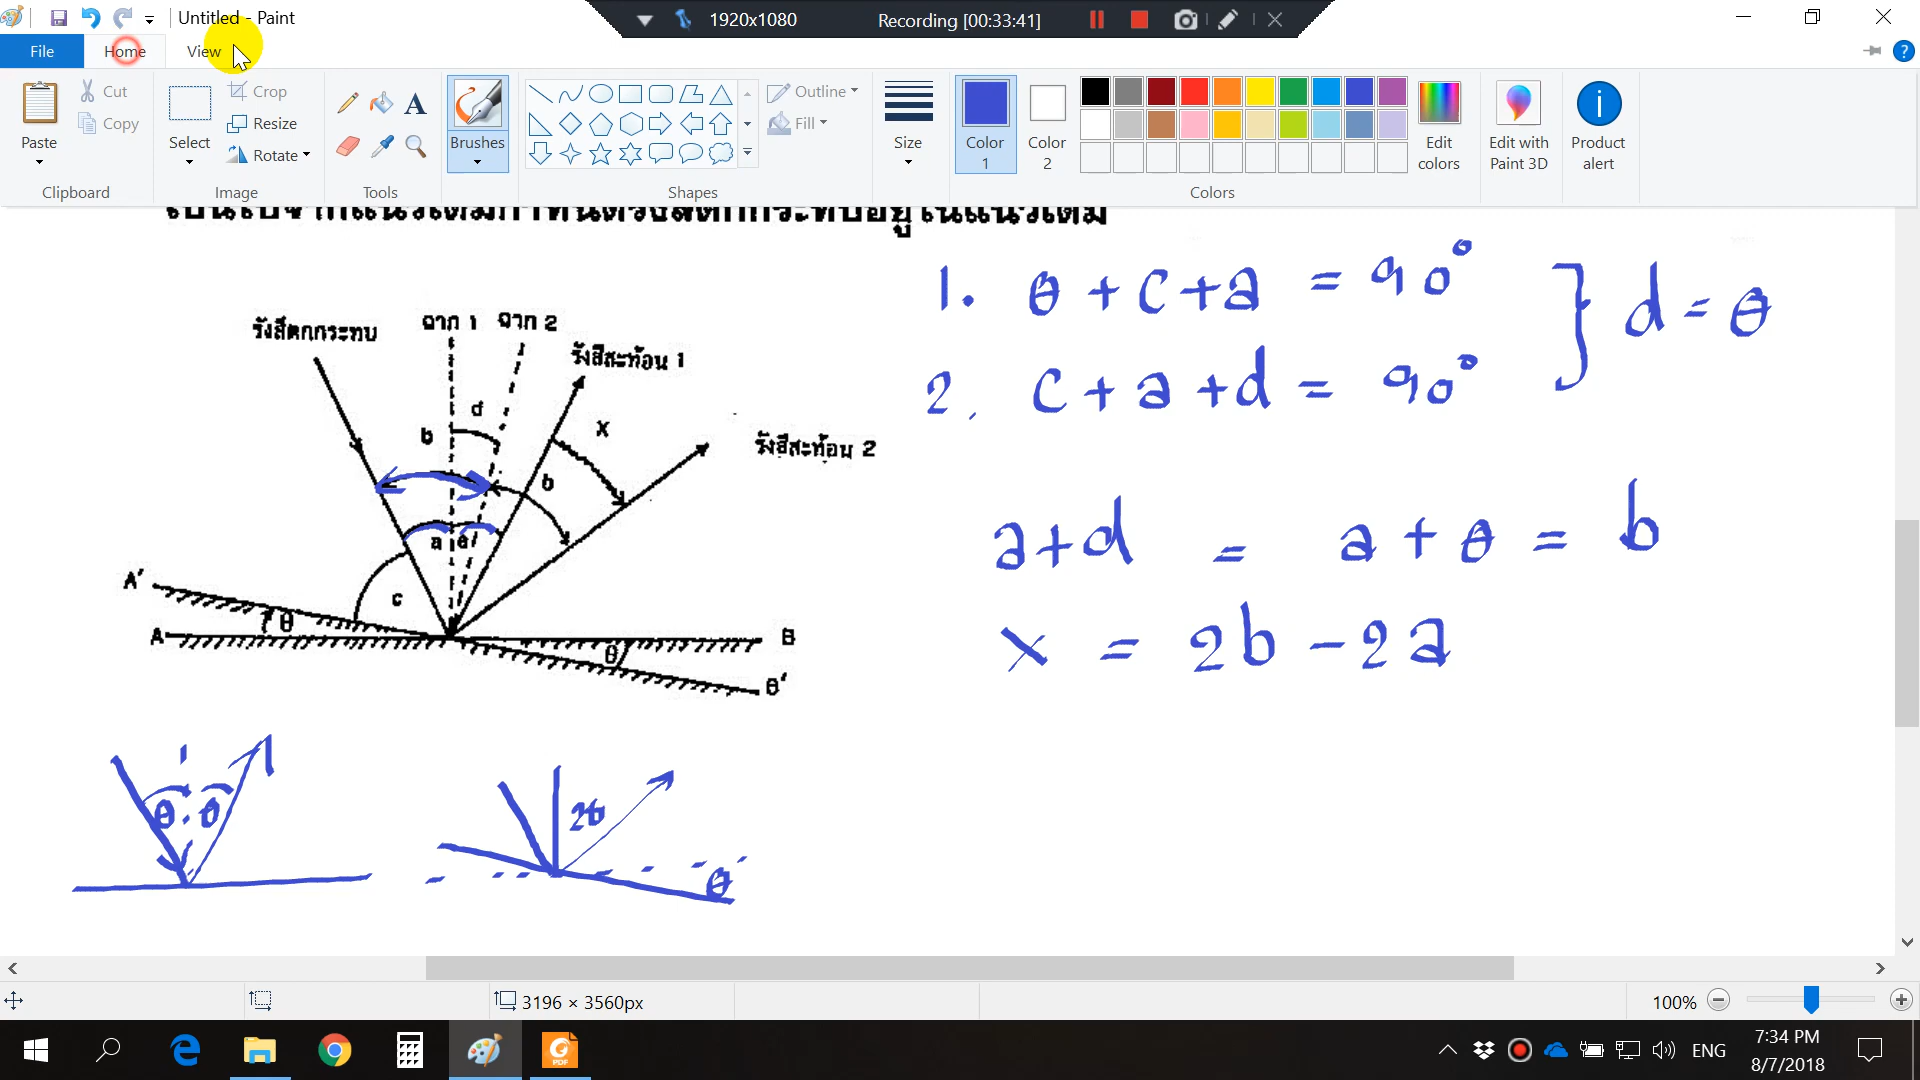 Untitled - Paint
1920x1080
Recording [00:33:41]
File
Home
View
Paste
Cut
Copy
Clipboard
Select
Crop
Resize
Rotate
Image
Tools
Brushes
Shapes
Outline
Fill
Size
Color 1
Color 2
Edit colors
Edit with Paint 3D
Product alert
Colors
รังสีตกกระทบ
ฉาก 1
ฉาก 2
รังสีสะท้อน 1
รังสีสะท้อน 2
b
d
x
b
a
c
A'
A
θ
B
θ
1. θ + c + a = 90°
2. c + a + d = 90°
} d = θ
a + d = a + θ = b
x = 2b - 2a
θ
θ
θ
3196 × 3560px
100%
ENG
7:34 PM
8/7/2018